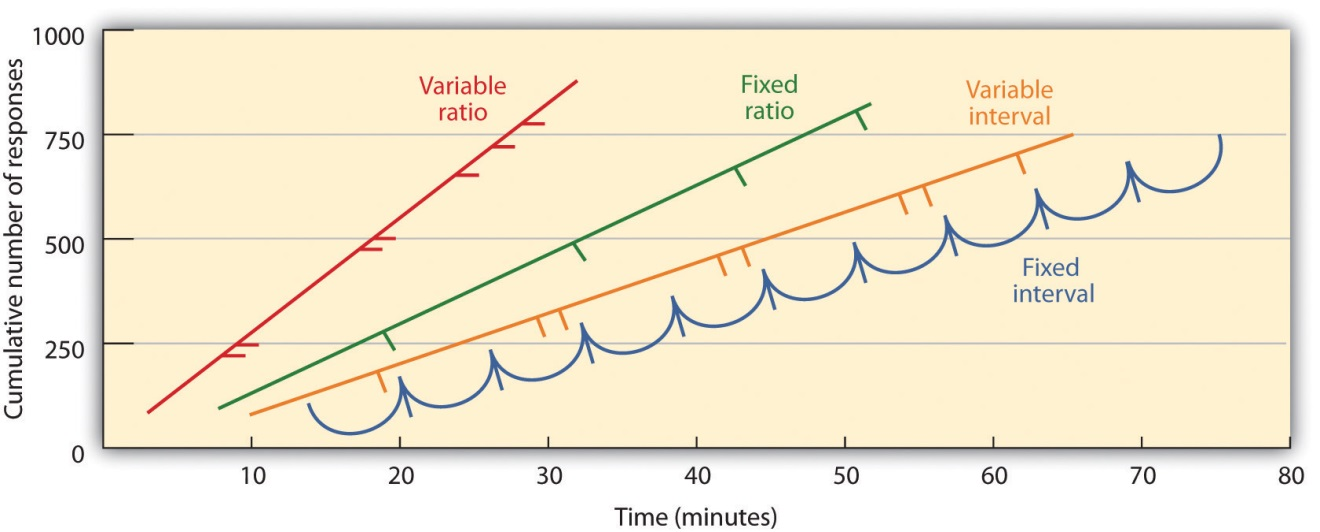 Cumulative number of responses
1000
750
500
250
0
Variable
ratio
Fixed
ratio
Variable
interval
Fixed
interval
10 20 30 40 50 60 70 80
Time (minutes)